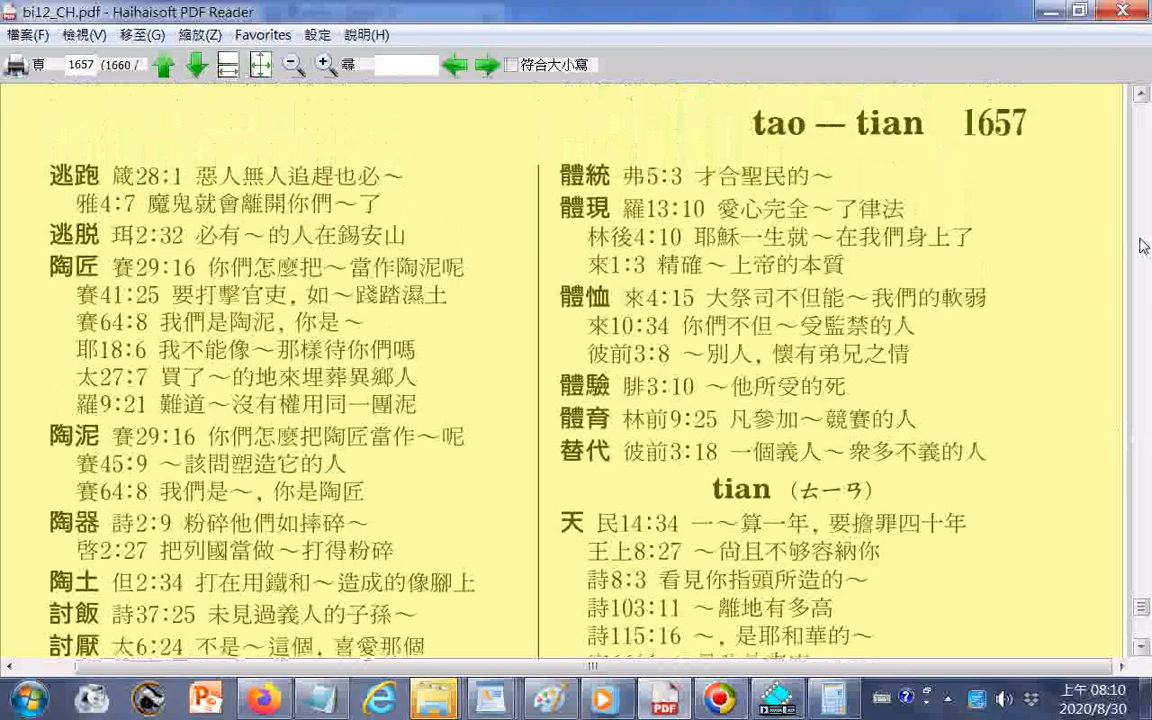 bi12_CH.pdf - Haihaisoft PDF Reader
檔案(F) 檢視(V) 移至(G) 縮放(Z) Favorites 設定 說明(H)
頁 1657 (1660 / 尋 符合大小寫
tao — tian 1657
逃跑 箴28:1 惡人無人追趕也必～
雅4:7 魔鬼就會離開你們～了
逃脱 珥2:32 必有～的人在錫安山
陶匠 賽29:16 你們怎麼把～當作陶泥呢
賽41:25 要打擊官吏，如～踐踏濕土
賽64:8 我們是陶泥，你是～
耶18:6 我不能像～那樣待你們嗎
太27:7 買了～的地來埋葬異鄉人
羅9:21 難道～沒有權用同一團泥
陶泥 賽29:16 你們怎麼把陶匠當作～呢
賽45:9 ～該問塑造它的人
賽64:8 我們是～，你是陶匠
陶器 詩2:9 粉碎他們如摔碎～
啓2:27 把列國當做～打得粉碎
陶土 但2:34 打在用鐵和～造成的像腳上
討飯 詩37:25 未見過義人的子孫～
討厭 太6:24 不是～這個，喜愛那個
體統 弗5:3 才合聖民的～
體現 羅13:10 愛心完全～了律法
林後4:10 耶穌一生就～在我們身上了
來1:3 精確～上帝的本質
體恤 來4:15 大祭司不但能～我們的軟弱
來10:34 你們不但～受監禁的人
彼前3:8 ～別人，懷有弟兄之情
體驗 腓3:10 ～他所受的死
體育 林前9:25 凡參加～競賽的人
替代 彼前3:18 一個義人～衆多不義的人
tian （ㄊㄧㄢ）
天 民14:34 一～算一年，要擔罪四十年
王上8:27 ～尙且不够容納你
詩8:3 看見你指頭所造的～
詩103:11 ～離地有多高
詩115:16 ～，是耶和華的～
PDF
上午 08:10
2020/8/30